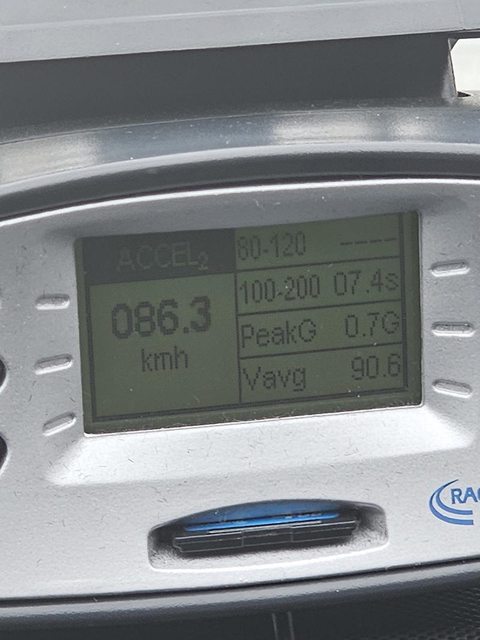 ACCEL2
086.3
kmh
80-120 ----
100-200 07.4s
PeakG 0.7G
Vavg 90.6